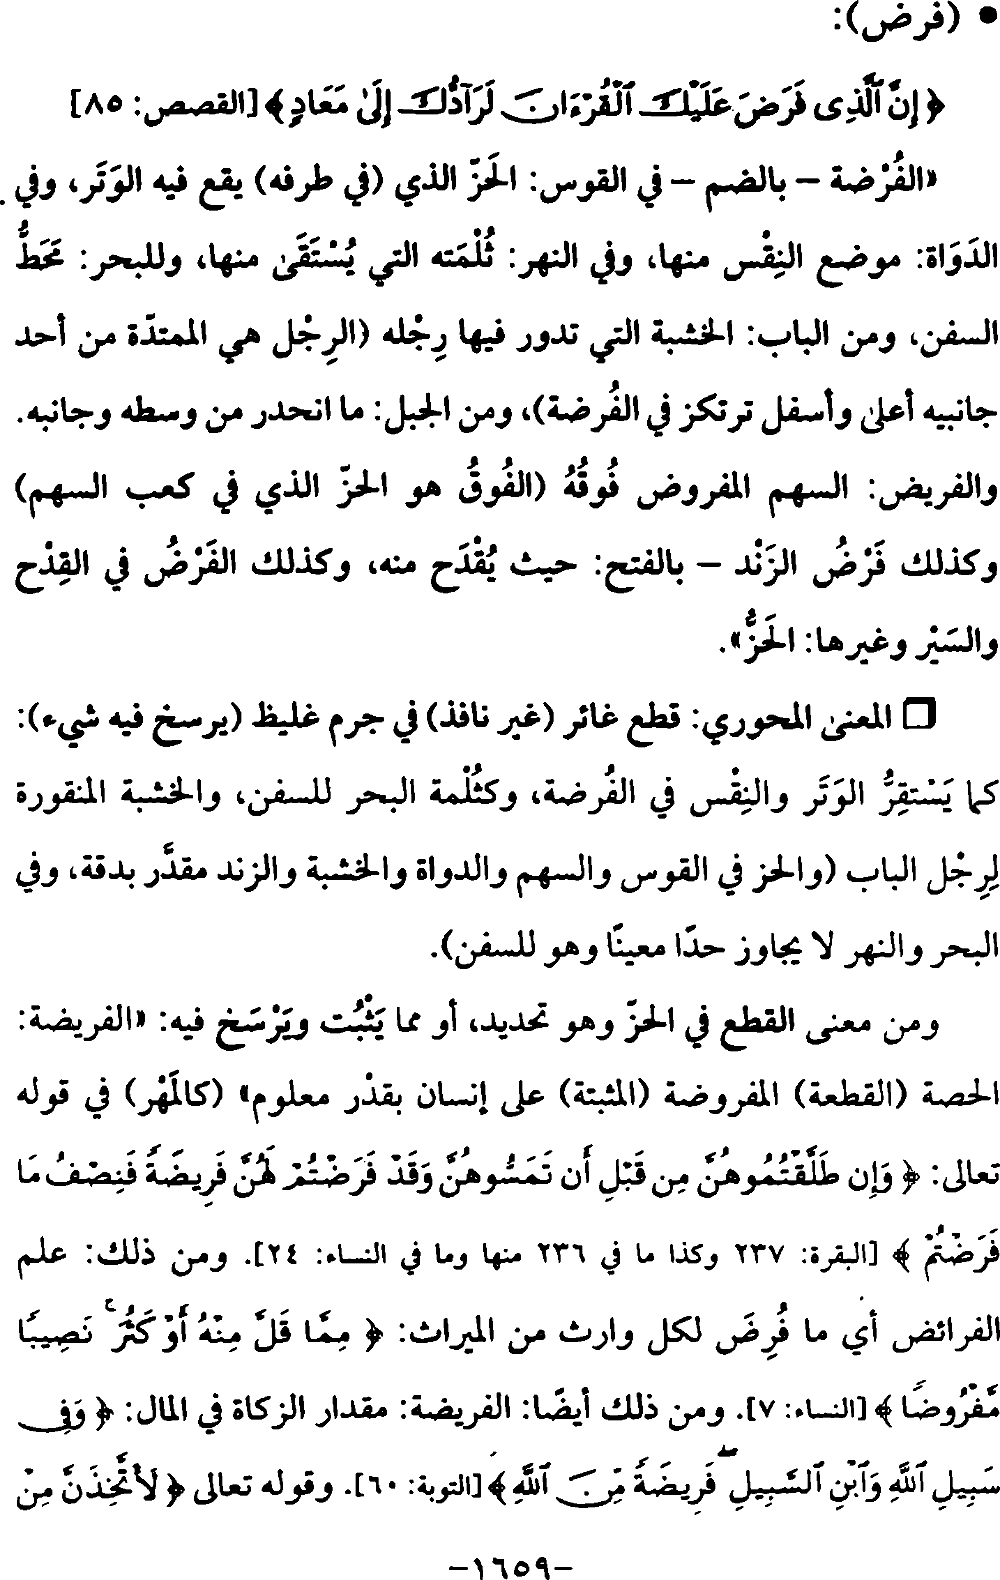 • (فرض):
﴿إِنَّ ٱلَّذِى فَرَضَ عَلَيْكَ ٱلْقُرْءَانَ لَرَآدُّكَ إِلَىٰ مَعَادٍ﴾ [القصص: ٨٥]
«الفُرْضة – بالضم – في القوس: الحَزّ الذي (في طرفه) يقع فيه الوَتَر، وفي
الدَوَاة: موضع النِقْس منها، وفي النهر: ثُلْمَته التي يُسْتَقَىٰ منها، وللبحر: مَحَطُّ
السفن، ومن الباب: الخشبة التي تدور فيها رِجْله (الرِجْل هي الممتدّة من أحد
جانبيه أعلىٰ وأسفل ترتكز في الفُرضة)، ومن الجبل: ما انحدر من وسطه وجانبه.
والفريض: السهم المفروض فُوقُهُ (الفُوقُ هو الحزّ الذي في كعب السهم)
وكذلك فَرْضُ الزَنْد – بالفتح: حيث يُقْدَح منه، وكذلك الفَرْضُ في القِدْح
والسَيْر وغيرها: الحَزُّ».
❒ المعنىٰ المحوري: قطع غائر (غير نافذ) في جرم غليظ (يرسخ فيه شيء):
كما يَسْتقِرُّ الوَتَر والنِقْس في الفُرضة، وكثُلْمة البحر للسفن، والخشبة المنقورة
لِرِجْل الباب (والحز في القوس والسهم والدواة والخشبة والزند مقدَّر بدقة، وفي
البحر والنهر لا يجاوز حدّا معينًا وهو للسفن).
ومن معنى القطع في الحزّ وهو تحديد، أو مما يَثْبُت ويَرْسَخ فيه: «الفريضة:
الحصة (القطعة) المفروضة (المثبتة) على إنسان بقدْر معلوم» (كالمَهْر) في قوله
تعالى: ﴿وَإِن طَلَّقْتُمُوهُنَّ مِن قَبْلِ أَن تَمَسُّوهُنَّ وَقَدْ فَرَضْتُمْ لَهُنَّ فَرِيضَةً فَنِصْفُ مَا
فَرَضْتُمْ﴾ [البقرة: ٢٣٧ وكذا ما في ٢٣٦ منها وما في النساء: ٢٤]. ومن ذلك: علم
الفرائض أي ما فُرِضَ لكل وارث من الميراث: ﴿مِمَّا قَلَّ مِنْهُ أَوْ كَثُرَ ۚ نَصِيبًا
مَّفْرُوضًا﴾ [النساء: ٧]. ومن ذلك أيضًا: الفريضة: مقدار الزكاة في المال: ﴿وَفِى
سَبِيلِ ٱللَّهِ وَٱبْنِ ٱلسَّبِيلِ ۖ فَرِيضَةً مِّنَ ٱللَّهِ﴾ [التوبة: ٦٠]. وقوله تعالى ﴿لَأَتَّخِذَنَّ مِنْ
-١٦٥٩-